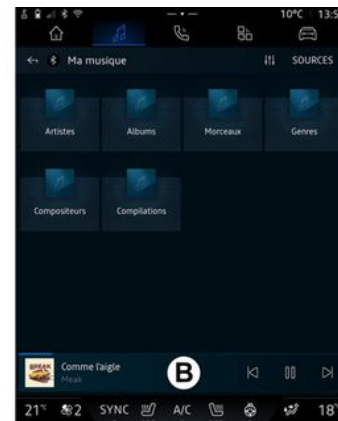 10°C 13:5
Ma musique SOURCES
Artistes Albums Morceaux Genres
Compositeurs Compilations
BREAK
Comme l'aigle
Meak
B
21°C 2 SYNC A/C 18°